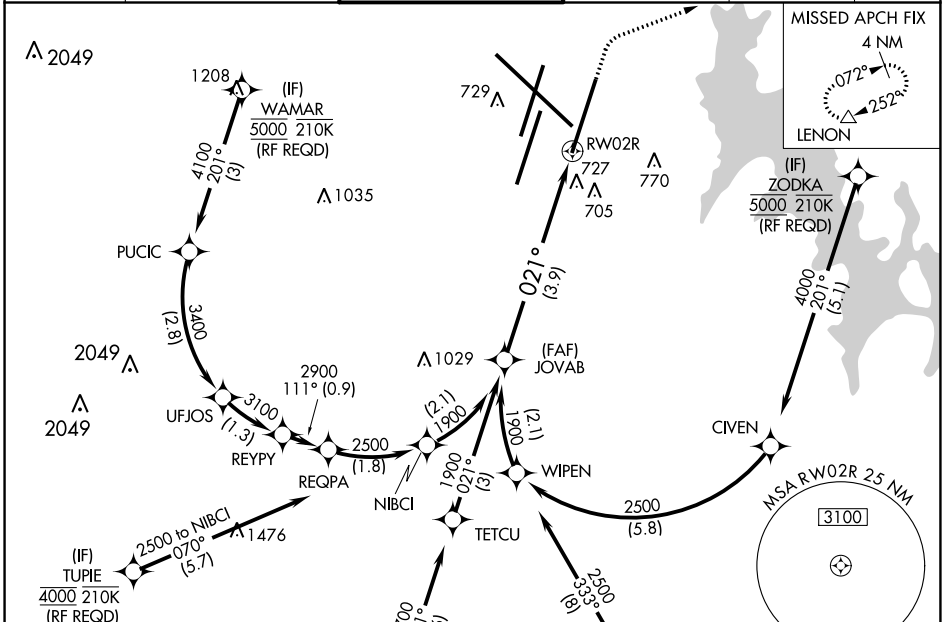 2049
1208
(IF)
WAMAR
5000 210K
(RF REQD)
4100
201°
(3)
1035
729
RW02R
727
705
770
MISSED APCH FIX
4 NM
072°
252°
LENON
(IF)
ZODKA
5000 210K
(RF REQD)
4000
201°
(5.1)
PUCIC
3400
(2.8)
021°
(3.9)
2049
2049
1029
(FAF)
JOVAB
2900
111° (0.9)
UFJOS
3100
(1.3)
REYPY
REQPA
2500
(1.8)
(2.1)
1900
NIBCI
1900
021°
(3)
(2.1)
1900
WIPEN
TETCU
CIVEN
2500
(5.8)
MSA RW02R 25 NM
3100
2500 to NIBCI
070°
(5.7)
1476
(IF)
TUPIE
4000 210K
(RF REQD)
2500
333°
(8)